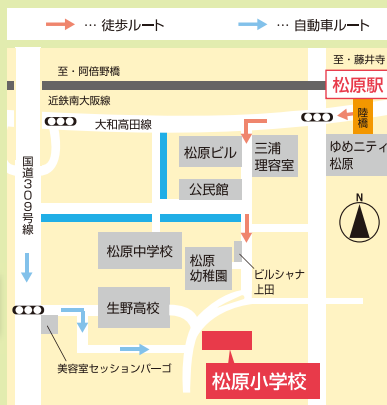 … 徒歩ルート
… 自動車ルート
至・阿倍野橋
至・藤井寺
松原駅
近鉄南大阪線
大和高田線
陸橋
ゆめニティ
松原
松原ビル
三浦
理容室
公民館
国道309号線
N
松原中学校
松原
幼稚園
ビルシャナ
上田
生野高校
美容室セッションバーゴ
松原小学校